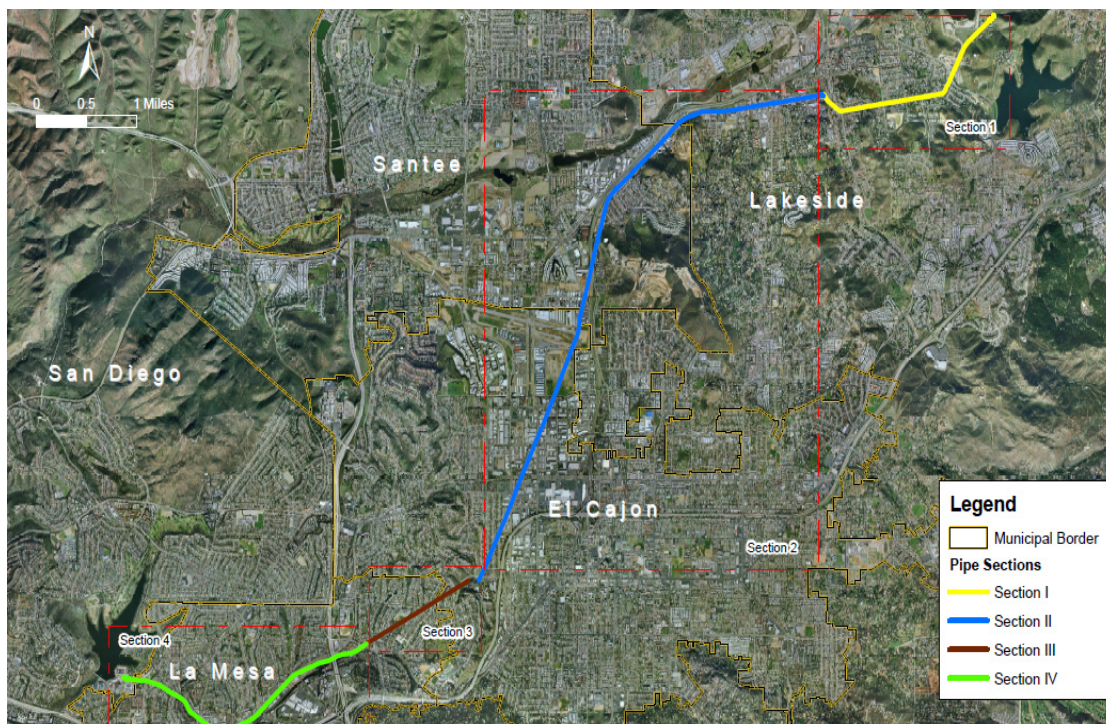 N
0 0.5 1 Miles
Section 1
Santee
Lakeside
San Diego
El Cajon
Section 2
Section 3
Section 4
La Mesa
Legend
Municipal Border
Pipe Sections
Section I
Section II
Section III
Section IV